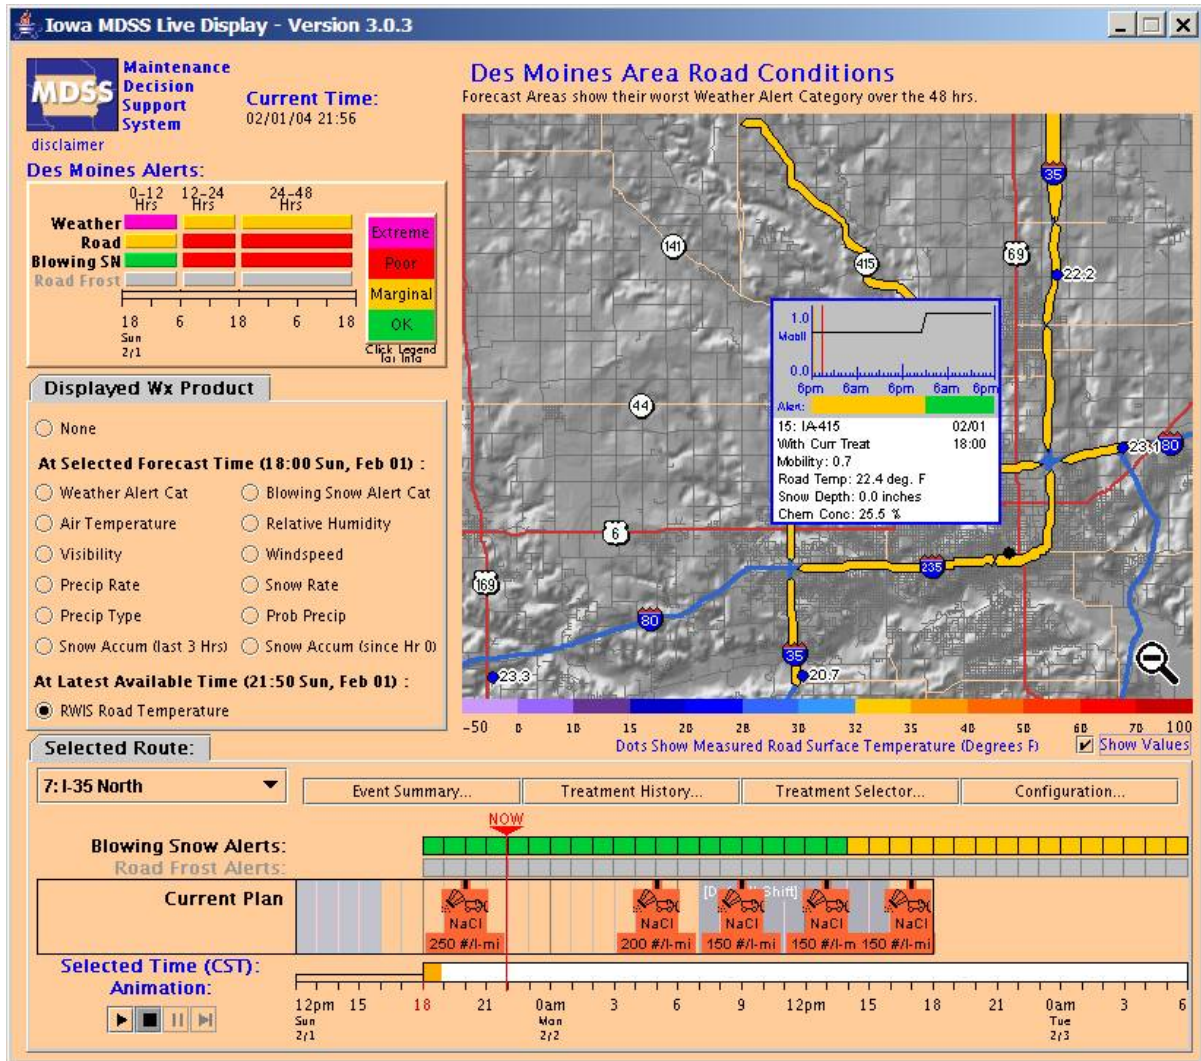 Iowa MDSS Live Display - Version 3.0.3
MDSS
Maintenance
Decision
Support
System
disclaimer
Current Time:
02/01/04 21:56
Des Moines Area Road Conditions
Forecast Areas show their worst Weather Alert Category over the 48 hrs.
Des Moines Alerts:
0-12 Hrs 12-24 Hrs 24-48 Hrs
Weather
Road
Blowing SN
Road Frost
18 6 18 6 18
Sun
2/1
Extreme
Poor
Marginal
OK
Click Legend
for Info
Displayed Wx Product
None
At Selected Forecast Time (18:00 Sun, Feb 01) :
Weather Alert Cat Blowing Snow Alert Cat
Air Temperature Relative Humidity
Visibility Windspeed
Precip Rate Snow Rate
Precip Type Prob Precip
Snow Accum (last 3 Hrs) Snow Accum (since Hr 0)
At Latest Available Time (21:50 Sun, Feb 01) :
RWIS Road Temperature
35
141
415
69
22.2
44
6
169
80
23.1
80
235
35
20.7
23.3
1.0
Mobil
0.0
6pm 6am 6pm 6am 6pm
Alert:
15: IA-415 02/01
With Curr Treat 18:00
Mobility: 0.7
Road Temp: 22.4 deg. F
Snow Depth: 0.0 inches
Chem Conc: 25.5 %
-50 0 10 15 20 28 30 32 35 40 50 60 70 100
Dots Show Measured Road Surface Temperature (Degrees F)
Show Values
Selected Route:
7: I-35 North
Event Summary... Treatment History... Treatment Selector... Configuration...
NOW
Blowing Snow Alerts:
Road Frost Alerts:
Current Plan
Shift]
NaCl NaCl NaCl NaCl NaCl
250 #/l-mi 200 #/l-mi 150 #/l-mi 150 #/l-m 150 #/l-mi
Selected Time (CST):
Animation:
12pm 15 18 21 0am 3 6 9 12pm 15 18 21 0am 3 6
Sun Mon Tue
2/1 2/2 2/3